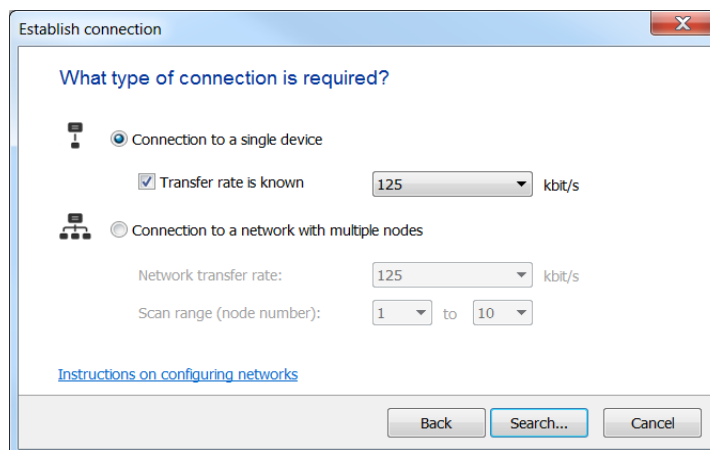 Establish connection
What type of connection is required?
Connection to a single device
Transfer rate is known 125 kbit/s
Connection to a network with multiple nodes
Network transfer rate: 125 kbit/s
Scan range (node number): 1 to 10
Instructions on configuring networks
Back Search... Cancel